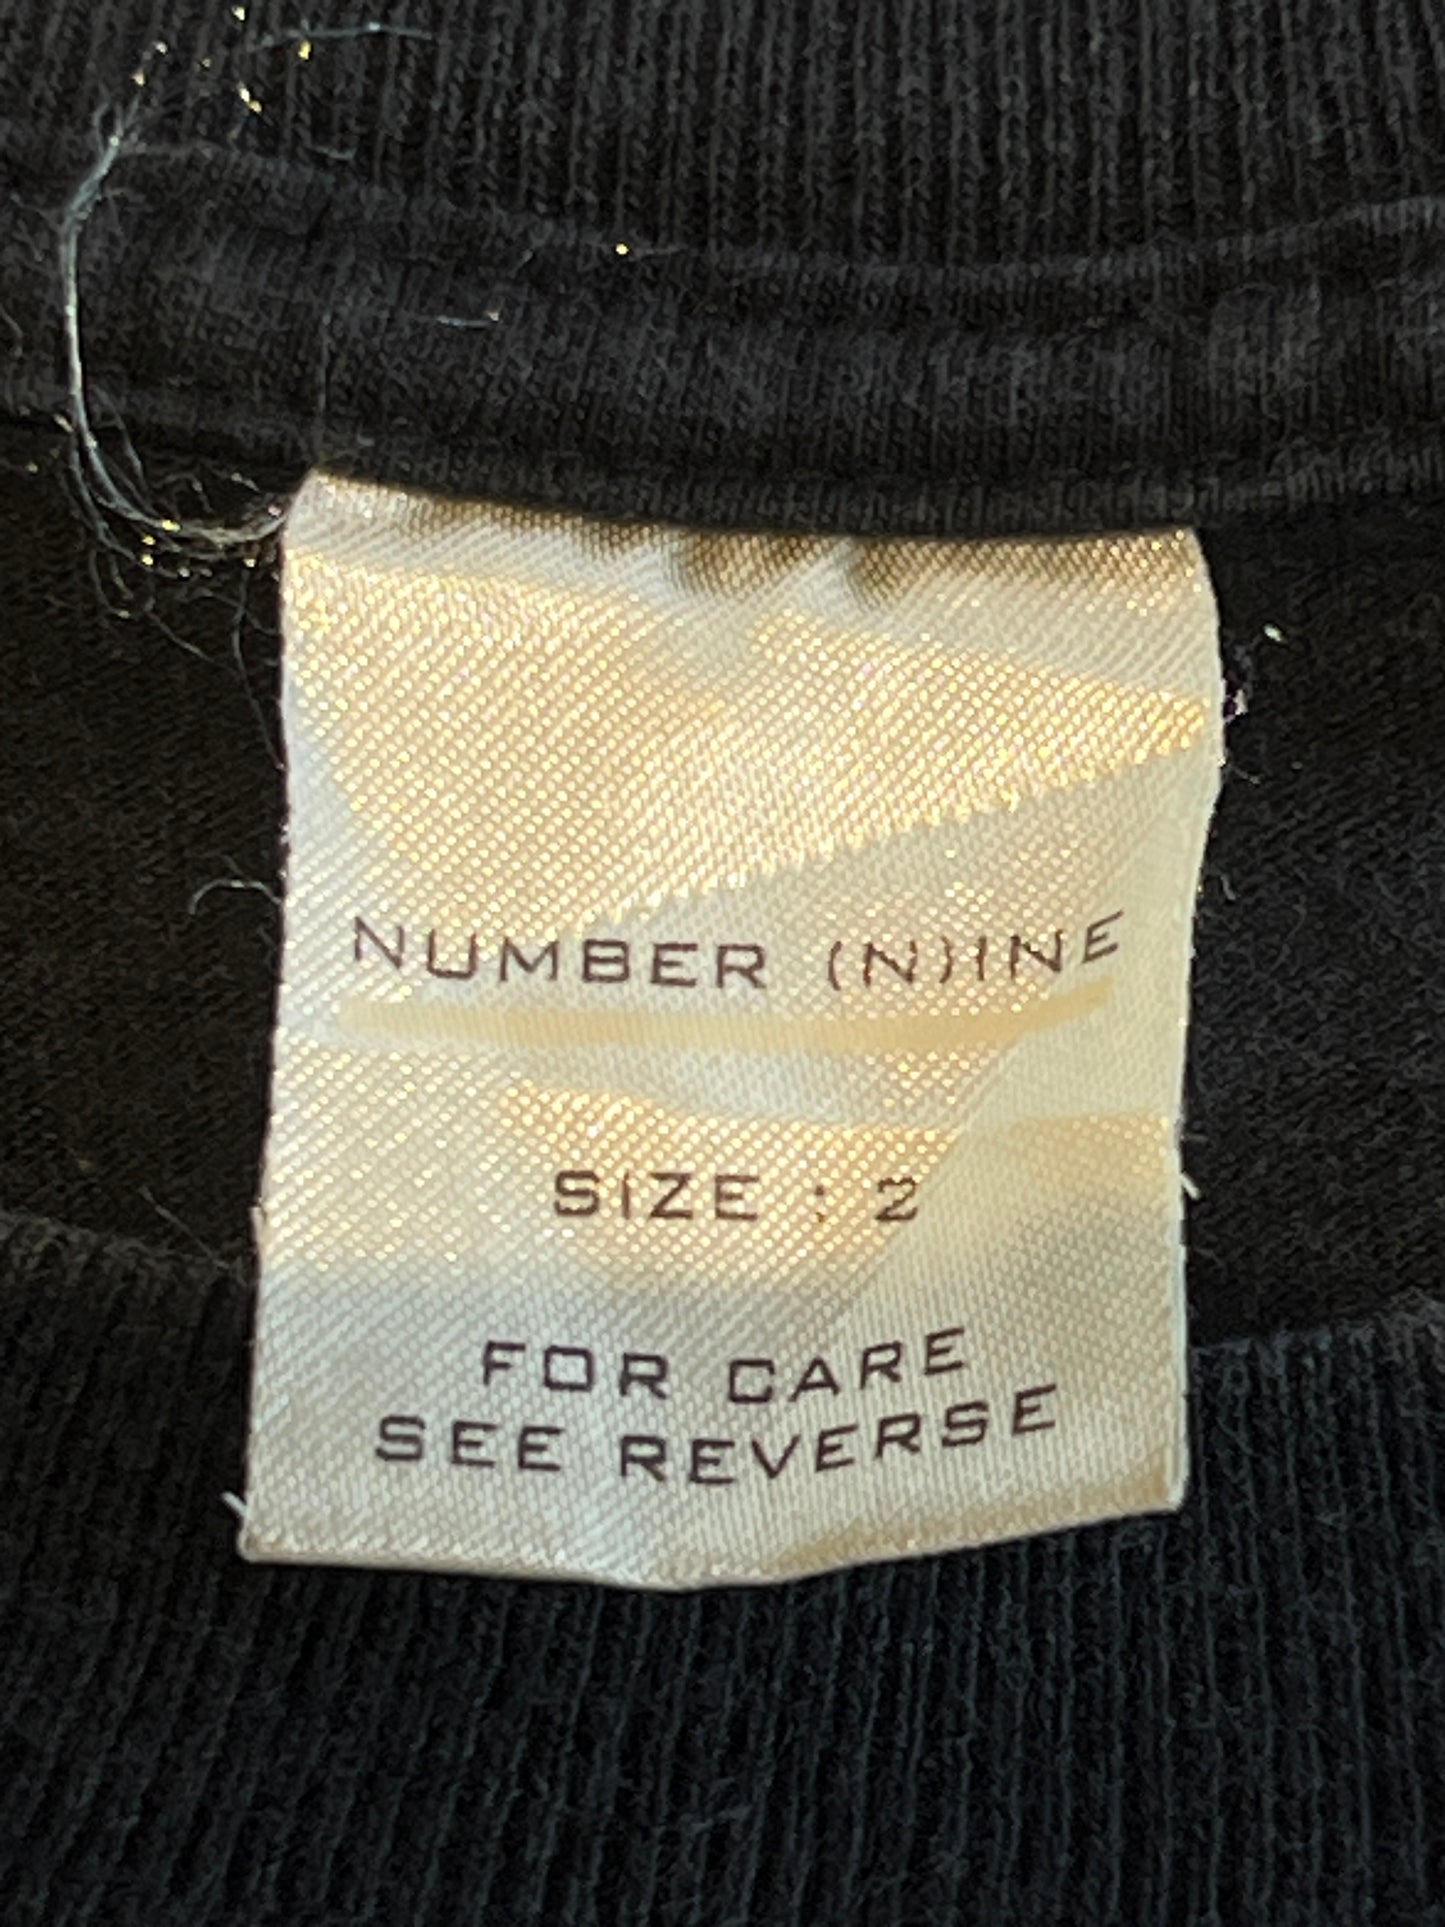 NUMBER (N)INE
SIZE : 2
FOR CARE
SEE REVERSE